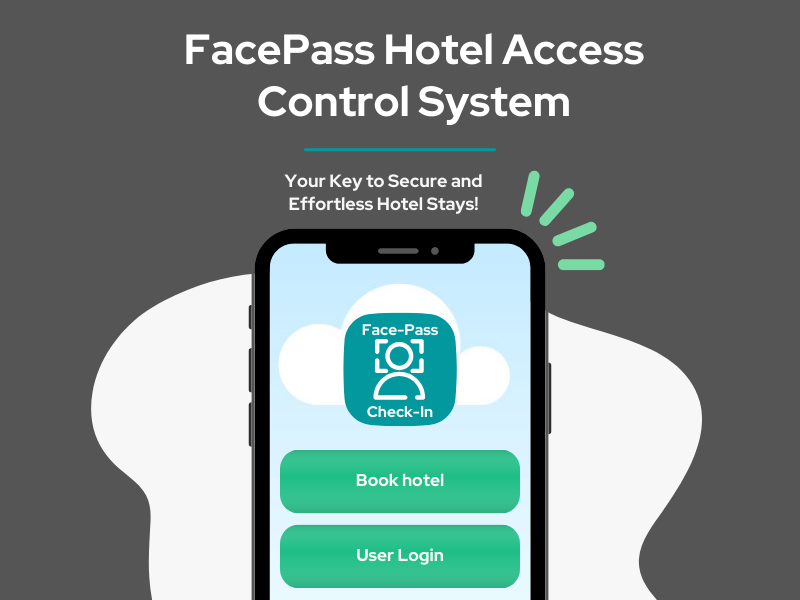 FacePass Hotel Access
Control System
Your Key to Secure and
Effortless Hotel Stays!
Face-Pass
Check-In
Book hotel
User Login